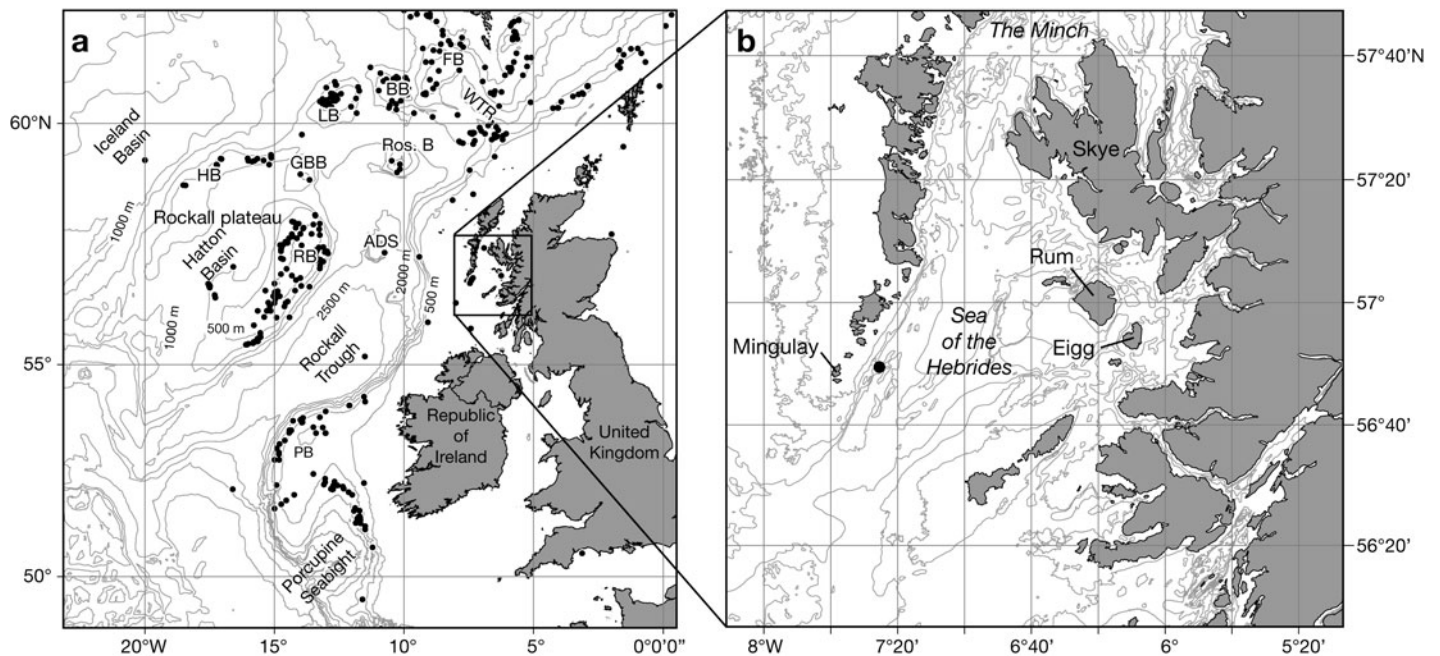 a
60°N
55°
50°
20°W
15°
10°
5°
0°0.0'
Iceland
Basin
LB
BB
FB
WTR
Ros. B
GBB
HB
1000 m
Rockall plateau
Hatton
Basin
RB
ADS
2000 m
500 m
2500 m
1000 m
500 m
Rockall
Trough
PB
Porcupine
Seabight
Republic
of
Ireland
United
Kingdom
b
The Minch
Skye
Rum
Eigg
Sea
of the
Hebrides
Mingulay
57°40'N
57°20'
57°
56°40'
56°20'
8°W
7°20'
6°40'
6°
5°20'